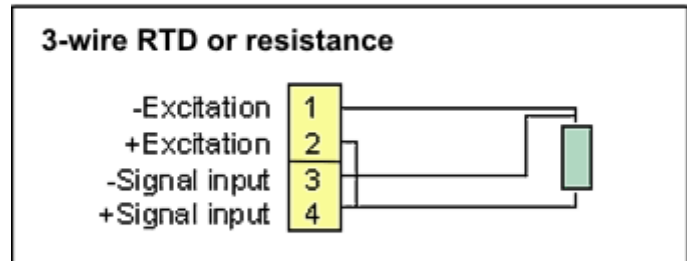 3-wire RTD or resistance
-Excitation 1
+Excitation 2
-Signal input 3
+Signal input 4